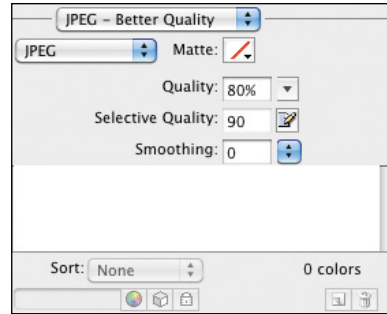 JPEG – Better Quality
JPEG Matte:
Quality: 80%
Selective Quality: 90
Smoothing: 0
Sort: None 0 colors